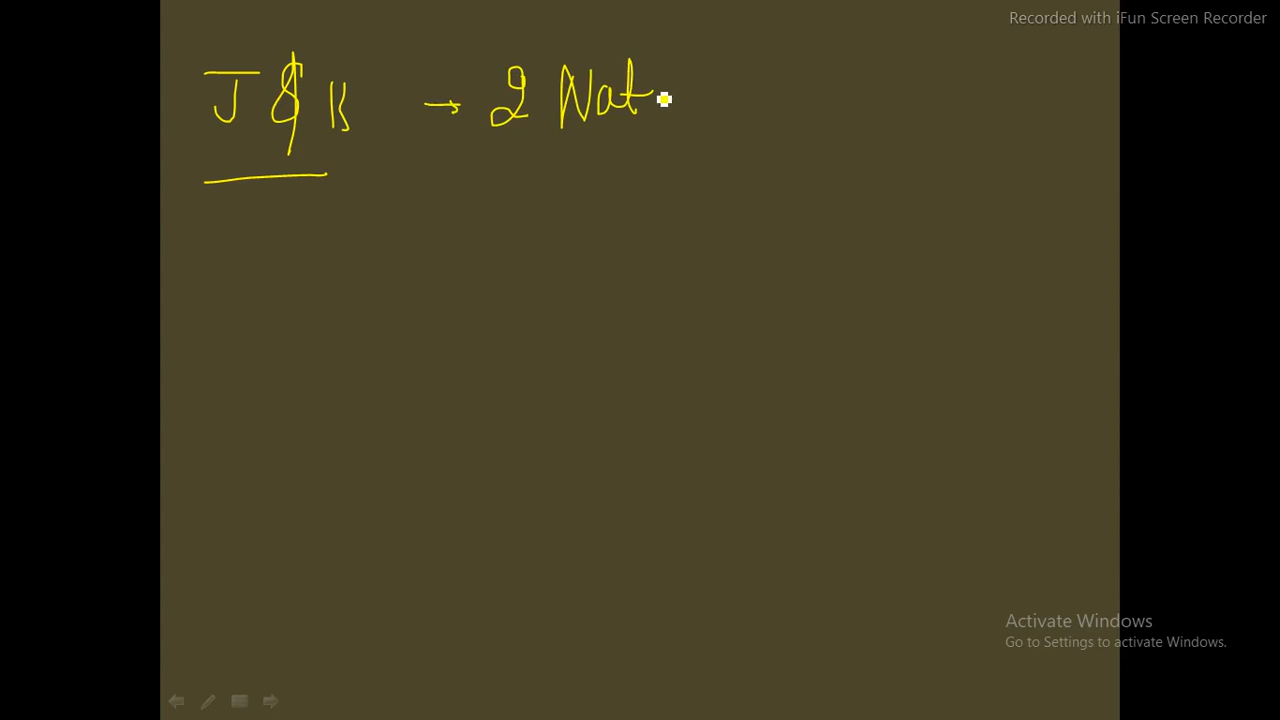 Recorded with iFun Screen Recorder
J & K → 2 Nat
Activate Windows
Go to Settings to activate Windows.